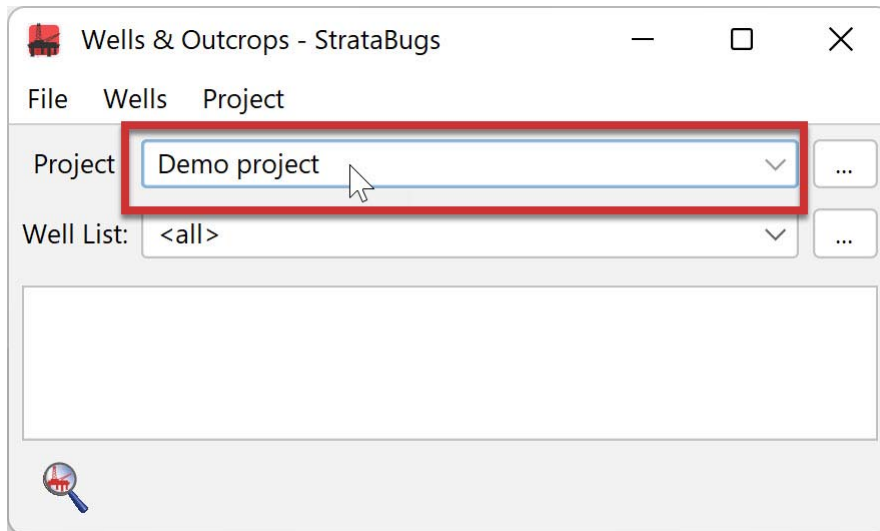 Wells & Outcrops - StrataBugs
File Wells Project
Project Demo project ...
Well List: <all> ...